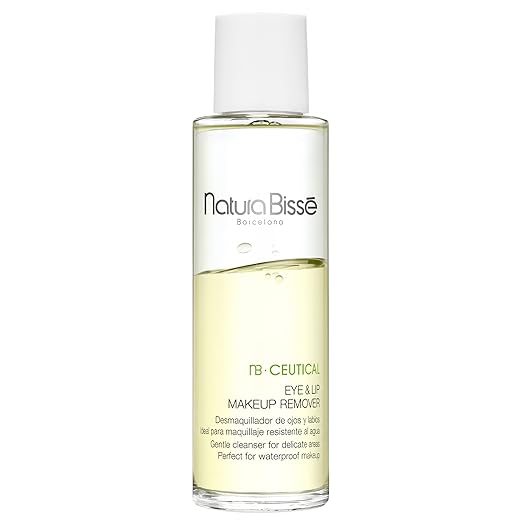 Natura Bissé
Barcelona
NB· CEUTICAL
EYE & LIP
MAKEUP REMOVER
Desmaquillador de ojos y labios
Ideal para maquillaje resistente al agua
Gentle cleanser for delicate areas
Perfect for waterproof makeup